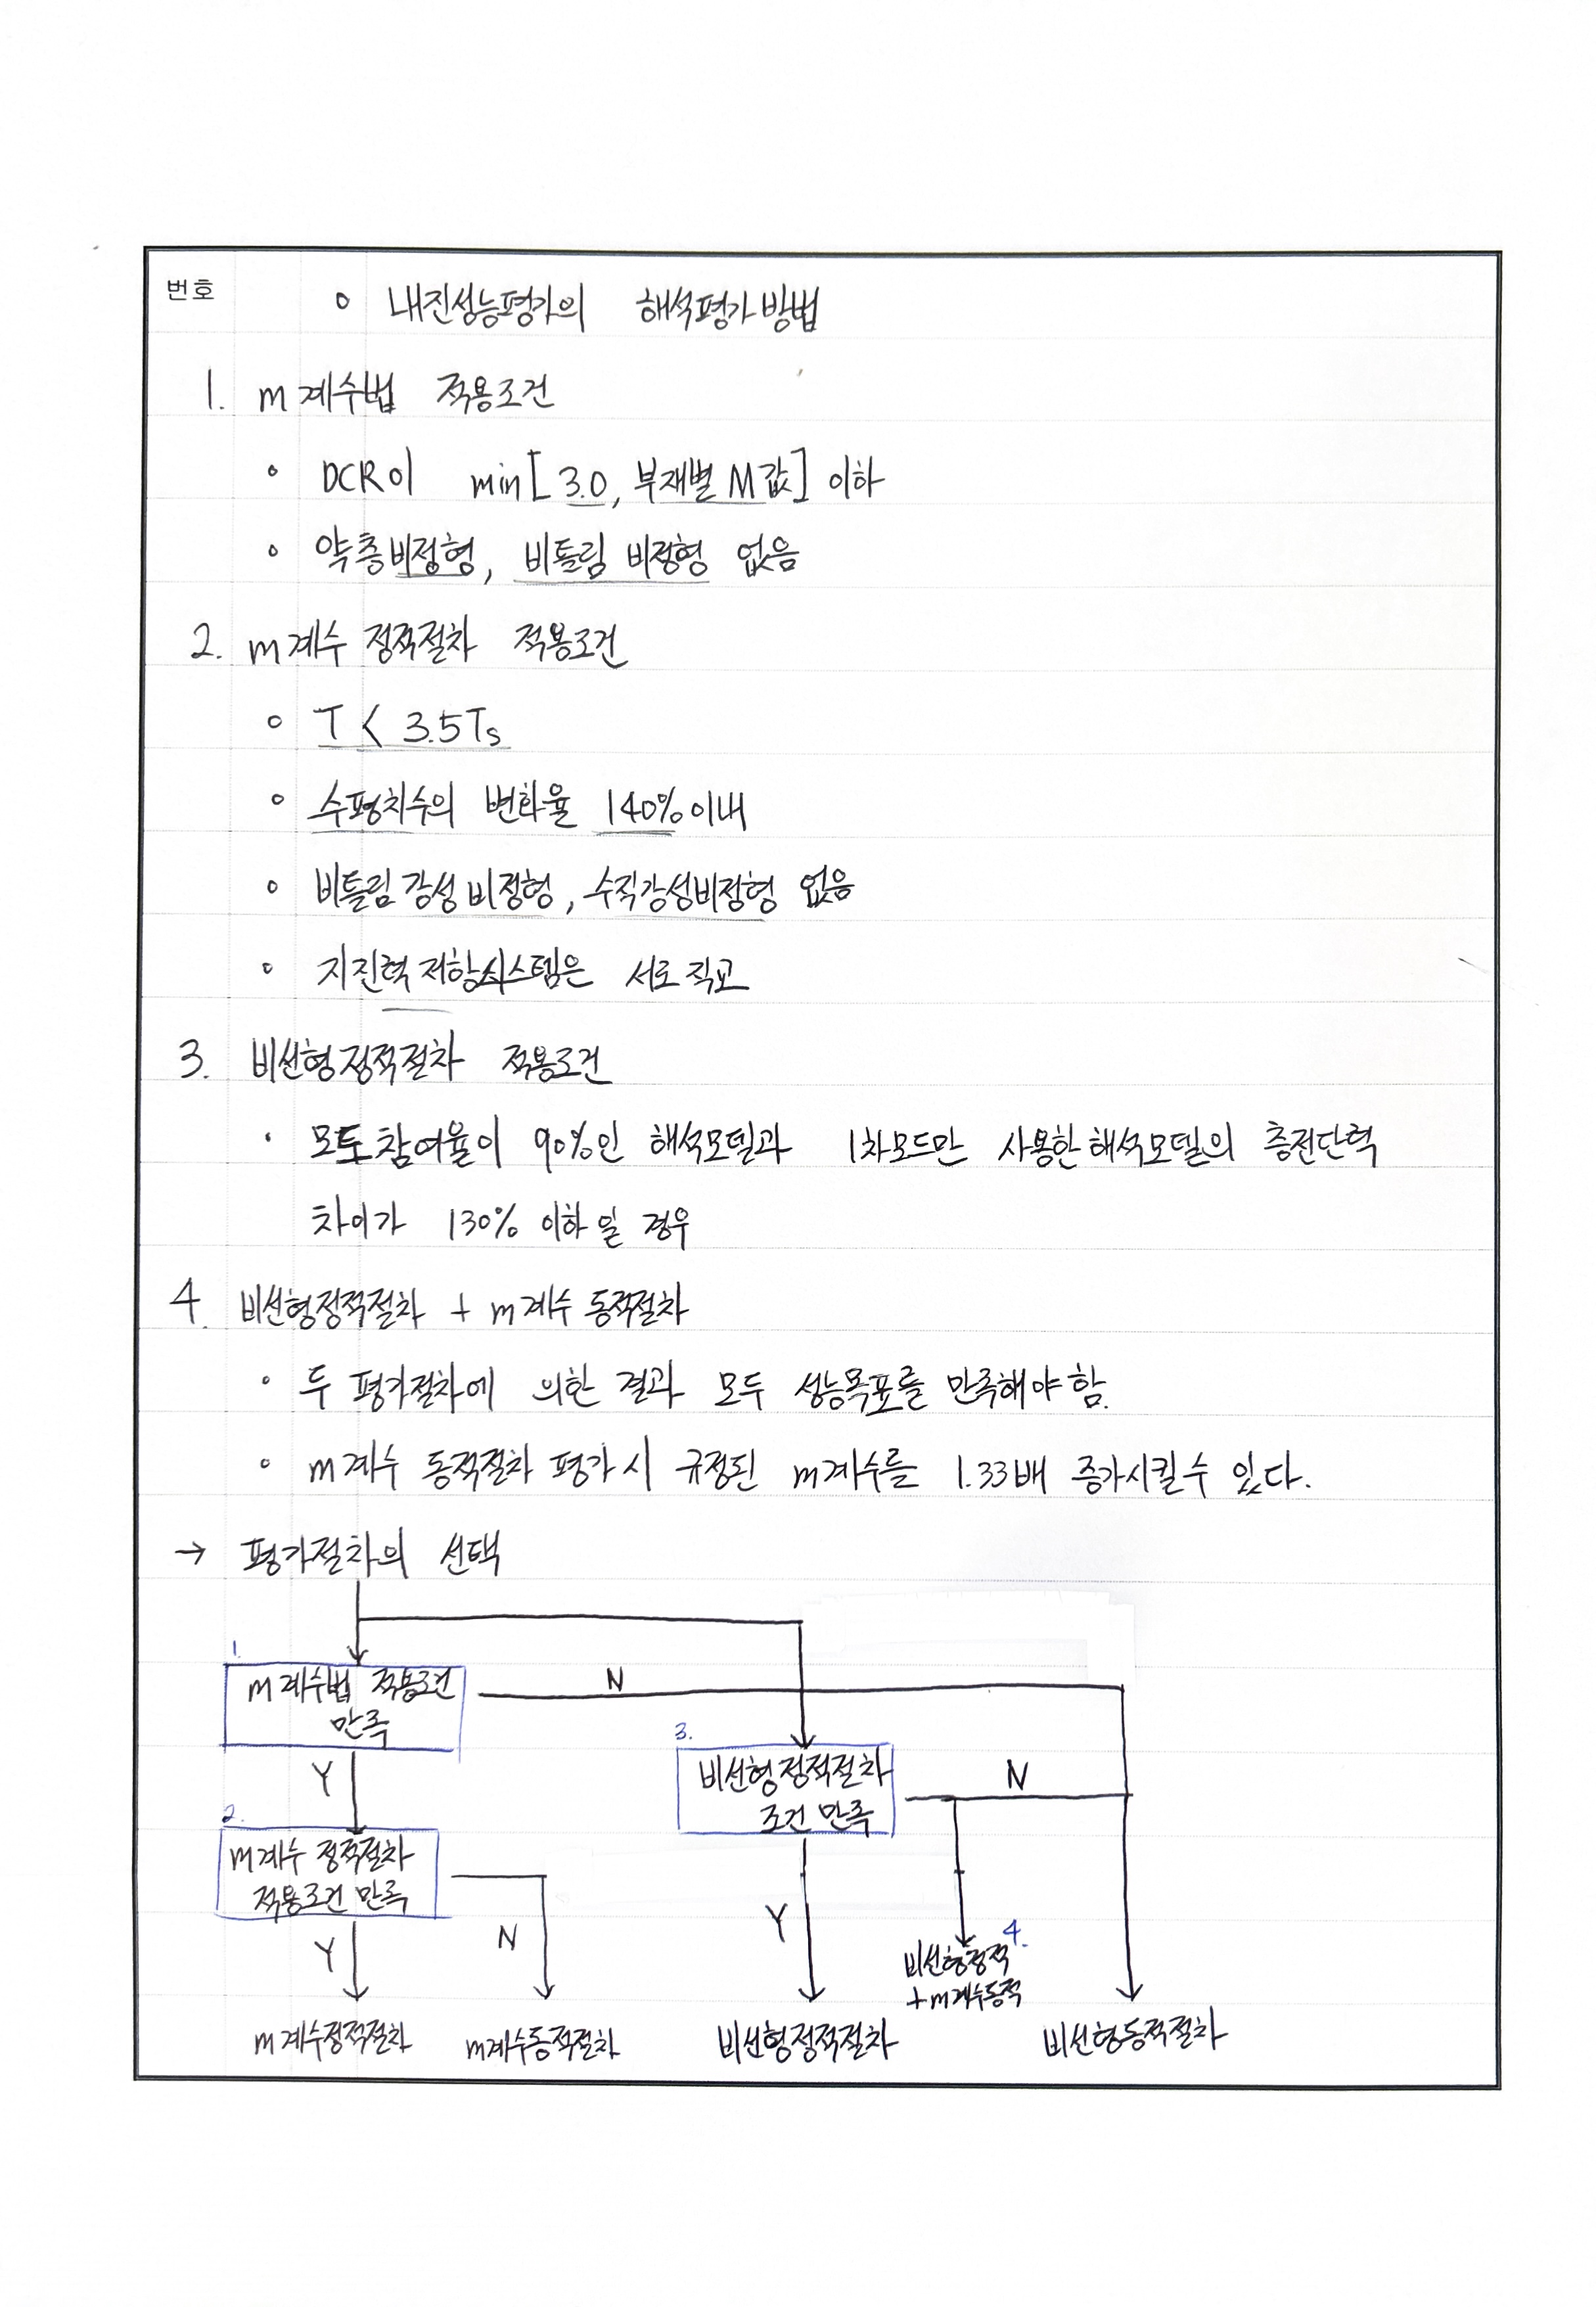 번호
○ 내진성능평가의 해석평가방법
1. m계수법 적용조건
○ DCR이 min[3.0, 부재별 M값] 이하
○ 약층비정형, 비틀림 비정형 없음
2. m계수 정적절차 적용조건
○ T < 3.5Ts
○ 수평치수의 변화율 140%이내
○ 비틀림강성비정형, 수직강성비정형 없음
○ 지진력저항시스템은 서로 직교
3. 비선형정적절차 적용조건
• 모드참여율이 90%인 해석모델과 1차모드만 사용한 해석모델의 층전단력
차이가 130% 이하일 경우
4. 비선형정적절차 + m계수 동적절차
○ 두 평가절차에 의한 결과 모두 성능목표를 만족해야 함.
○ m계수 동적절차 평가시 규정된 m계수를 1.33배 증가시킬수 있다.
→ 평가절차의 선택
1.
m계수법 적용조건
만족
N
Y
3.
비선형정적절차
조건 만족
N
2.
m계수 정적절차
적용조건 만족
Y
N
Y
4.
비선형정적
+m계수동적
m계수정적절차
m계수동적절차
비선형정적절차
비선형동적절차